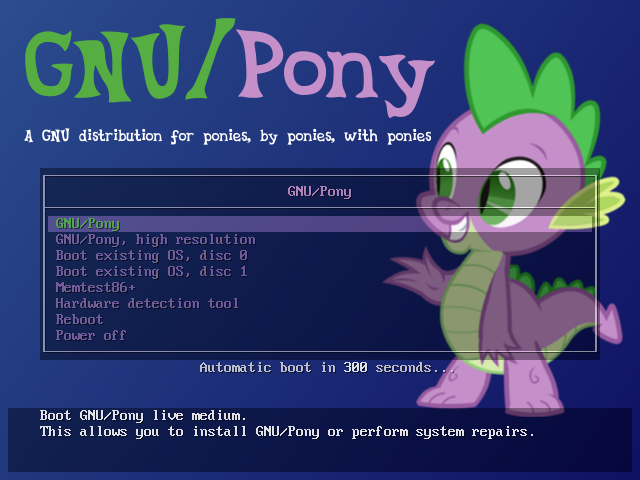 GNU/Pony
A GNU distribution for ponies, by ponies, with ponies
GNU/Pony
GNU/Pony
GNU/Pony, high resolution
Boot existing OS, disc 0
Boot existing OS, disc 1
Memtest86+
Hardware detection tool
Reboot
Power off
Automatic boot in 300 seconds...
Boot GNU/Pony live medium.
This allows you to install GNU/Pony or perform system repairs.